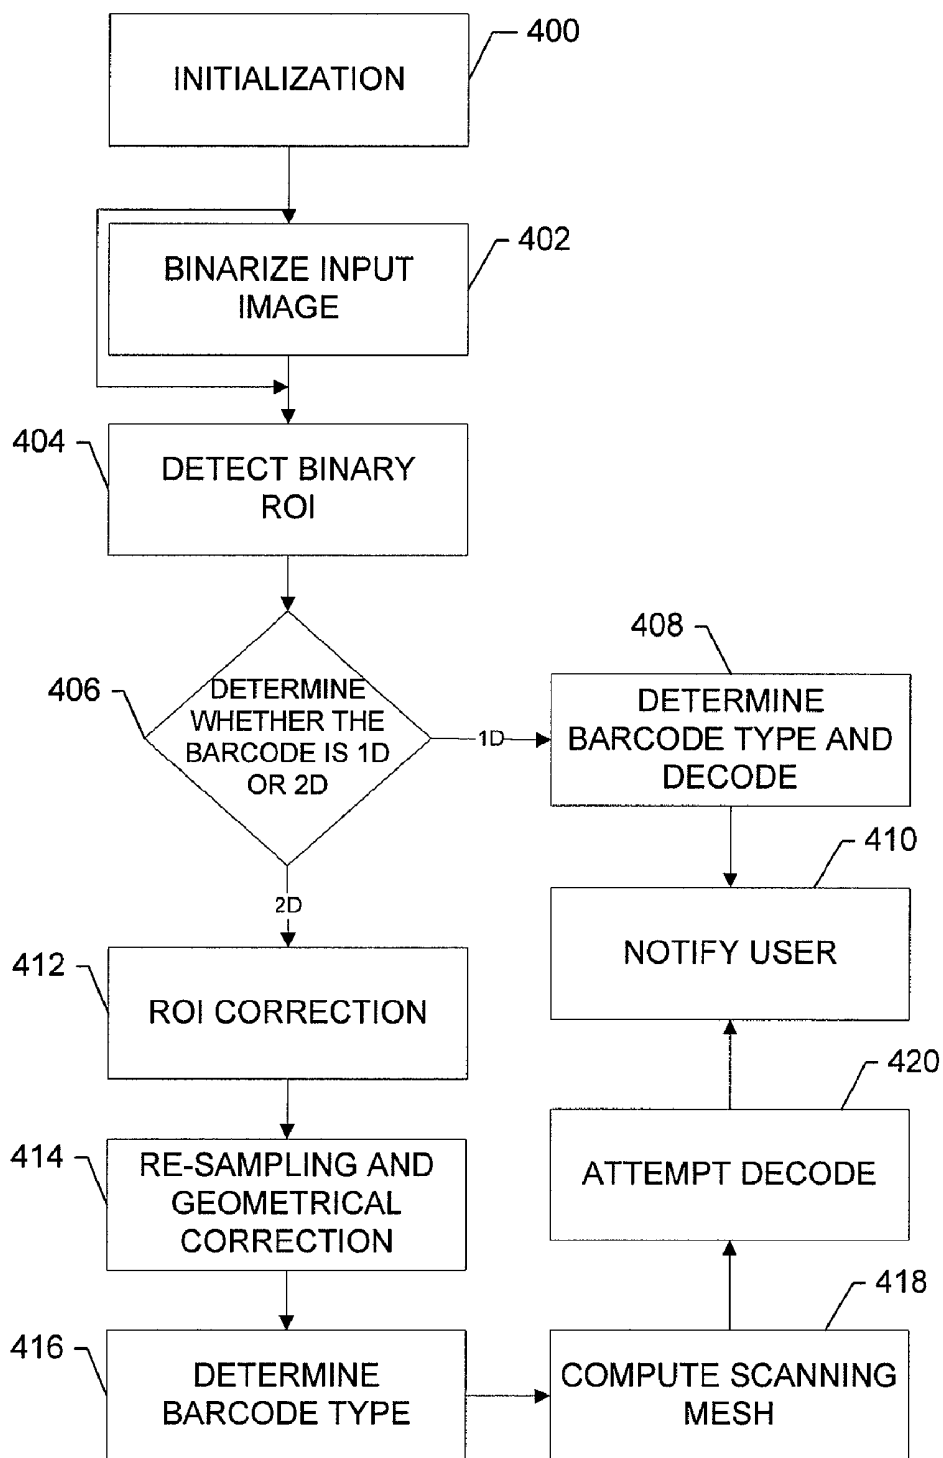 400
INITIALIZATION
402
BINARIZE INPUT
IMAGE
404
DETECT BINARY
ROI
406
DETERMINE
WHETHER THE
BARCODE IS 1D
OR 2D
1D
408
DETERMINE
BARCODE TYPE AND
DECODE
410
NOTIFY USER
2D
412
ROI CORRECTION
414
RE-SAMPLING AND
GEOMETRICAL
CORRECTION
416
DETERMINE
BARCODE TYPE
418
COMPUTE SCANNING
MESH
420
ATTEMPT DECODE